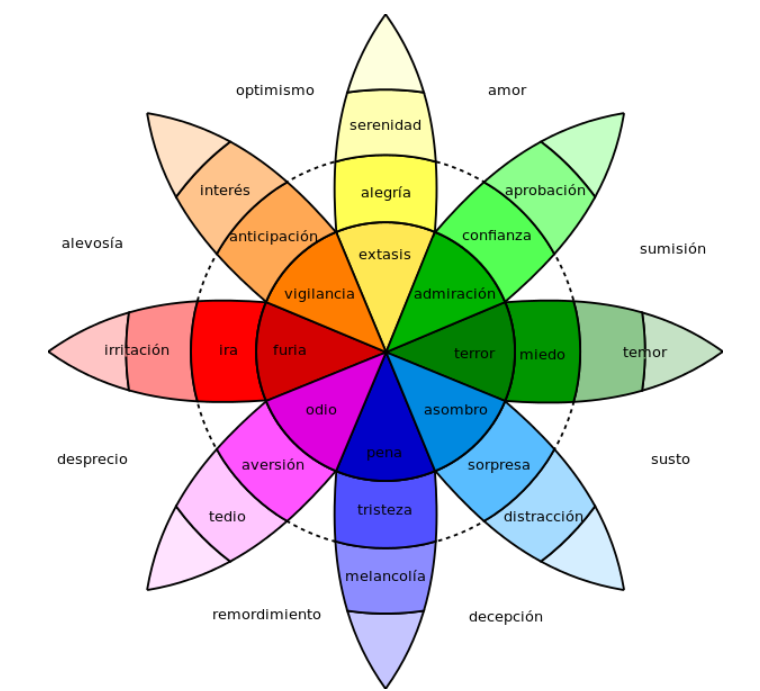 optimismo
amor
serenidad
interés
alegría
aprobación
anticipación
confianza
alevosía
extasis
sumisión
vigilancia
admiración
irritación
ira
furia
terror
miedo
temor
odio
asombro
desprecio
aversión
pena
sorpresa
susto
tedio
tristeza
distracción
melancolía
remordimiento
decepción